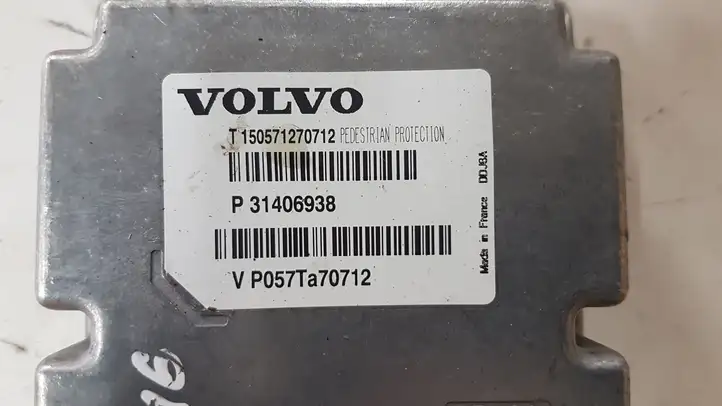 VOLVO
T 150571270712 PEDESTRIAN PROTECTION
P 31406938
V P057Ta70712
Made in France DDJBA